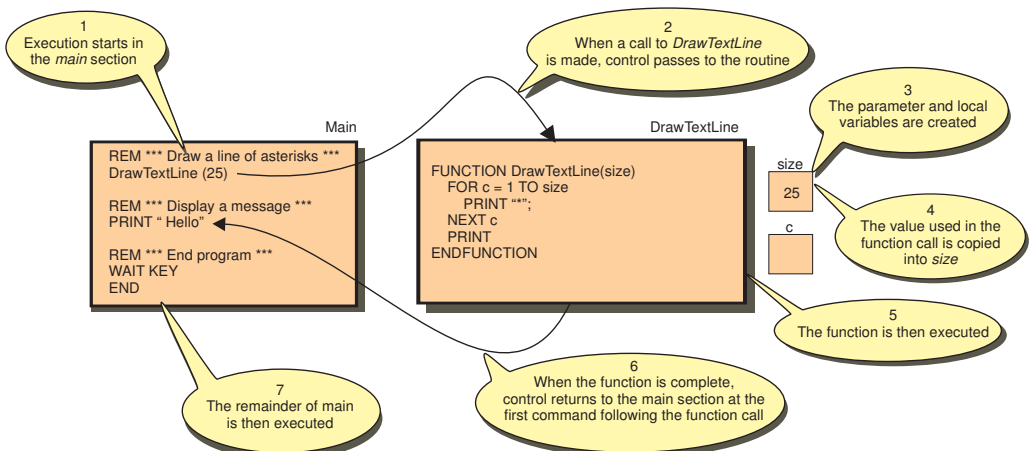 1
Execution starts in
the main section
2
When a call to DrawTextLine
is made, control passes to the routine
3
The parameter and local
variables are created
Main
REM *** Draw a line of asterisks ***
DrawTextLine (25)
REM *** Display a message ***
PRINT “ Hello”
REM *** End program ***
WAIT KEY
END
DrawTextLine
FUNCTION DrawTextLine(size)
FOR c = 1 TO size
PRINT “*”;
NEXT c
PRINT
ENDFUNCTION
size
25
c
4
The value used in the
function call is copied
into size
5
The function is then executed
6
When the function is complete,
control returns to the main section at the
first command following the function call
7
The remainder of main
is then executed